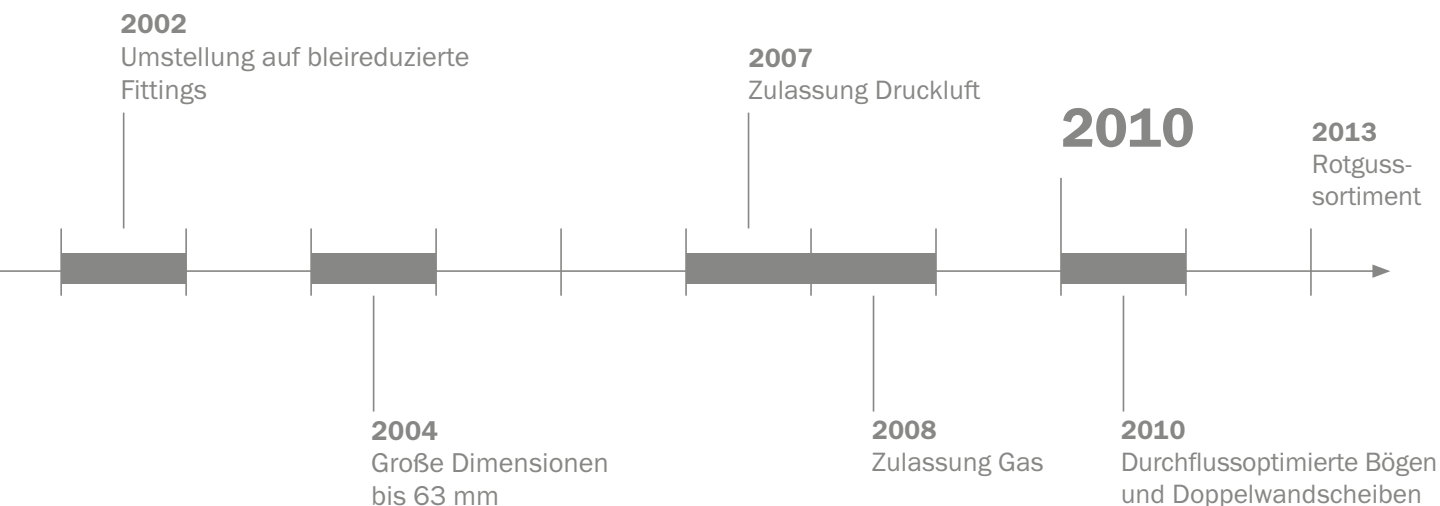 2002
Umstellung auf bleireduzierte
Fittings
2007
Zulassung Druckluft
2010
2013
Rotguss-
sortiment
2004
Große Dimensionen
bis 63 mm
2008
Zulassung Gas
2010
Durchflussoptimierte Bögen
und Doppelwandscheiben